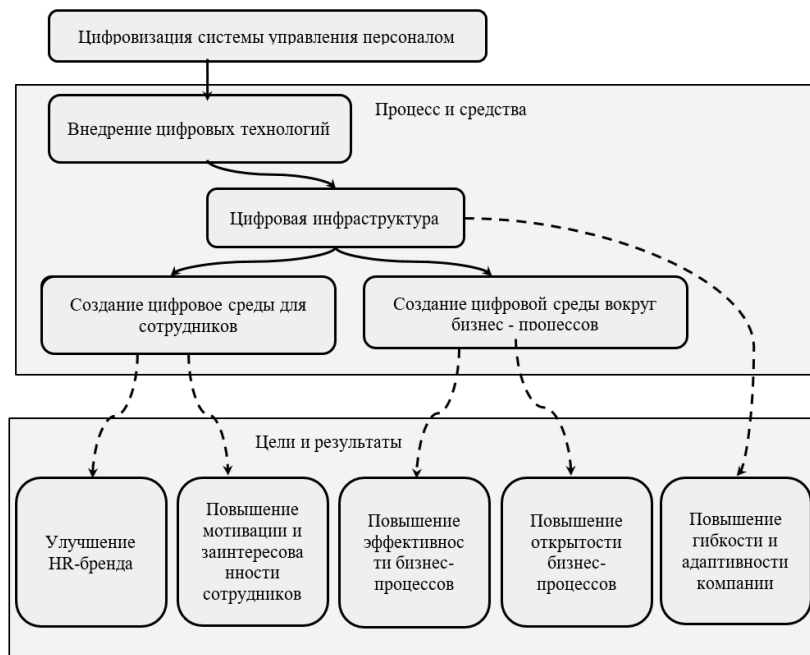 Цифровизация системы управления персоналом
Процесс и средства
Внедрение цифровых технологий
Цифровая инфраструктура
Создание цифровое среды для
сотрудников
Создание цифровой среды вокруг
бизнес - процессов
Цели и результаты
Улучшение
HR-бренда
Повышение
мотивации и
заинтересова
нности
сотрудников
Повышение
эффективнос
ти бизнес-
процессов
Повышение
открытости
бизнес-
процессов
Повышение
гибкости и
адаптивности
компании